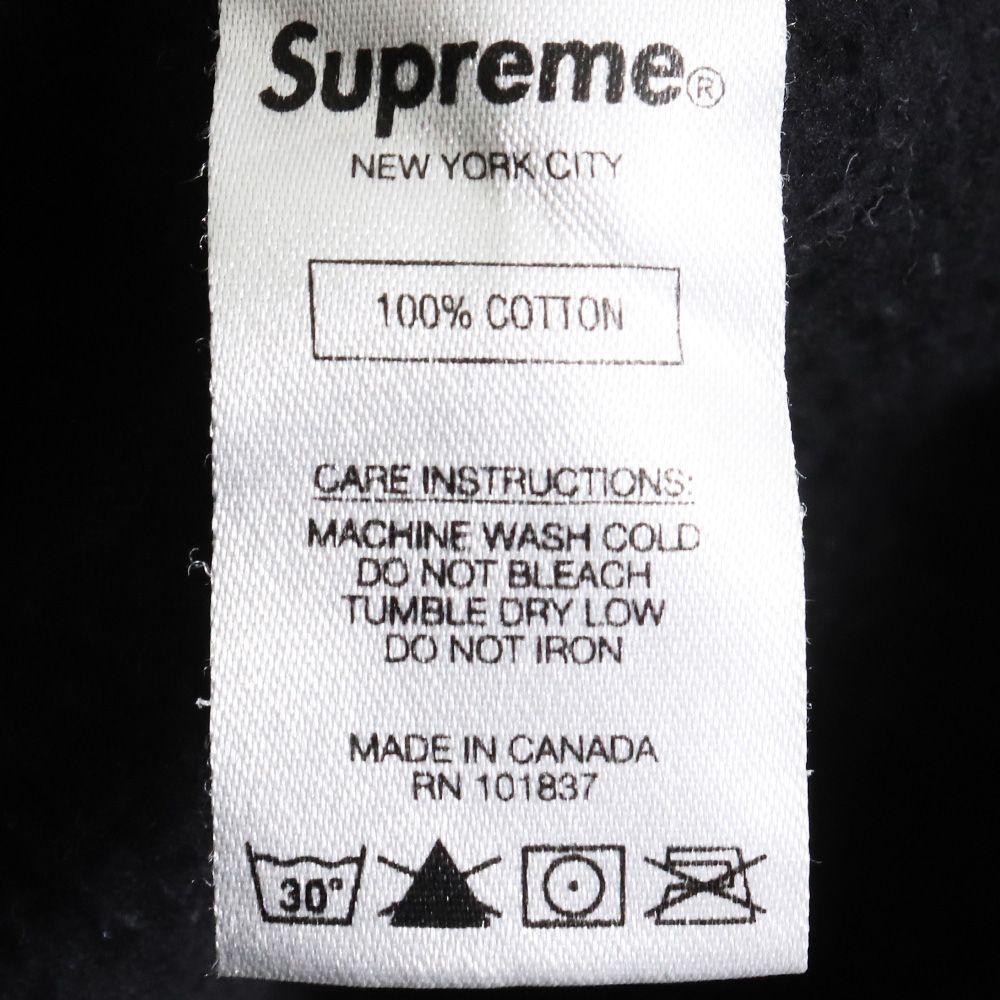 Supreme®
NEW YORK CITY
100% COTTON
CARE INSTRUCTIONS:
MACHINE WASH COLD
DO NOT BLEACH
TUMBLE DRY LOW
DO NOT IRON
MADE IN CANADA
RN 101837
30°